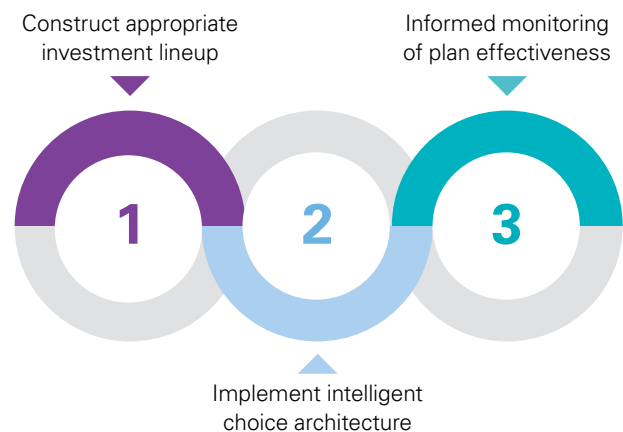 Construct appropriate
investment lineup
Informed monitoring
of plan effectiveness
1
2
3
Implement intelligent
choice architecture